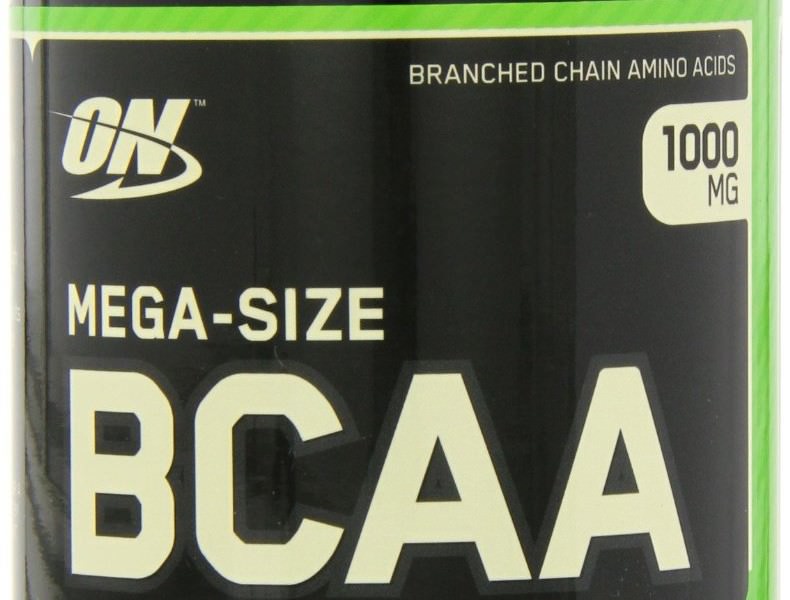 BRANCHED CHAIN AMINO ACIDS
ON™
1000
MG
MEGA-SIZE
BCAA